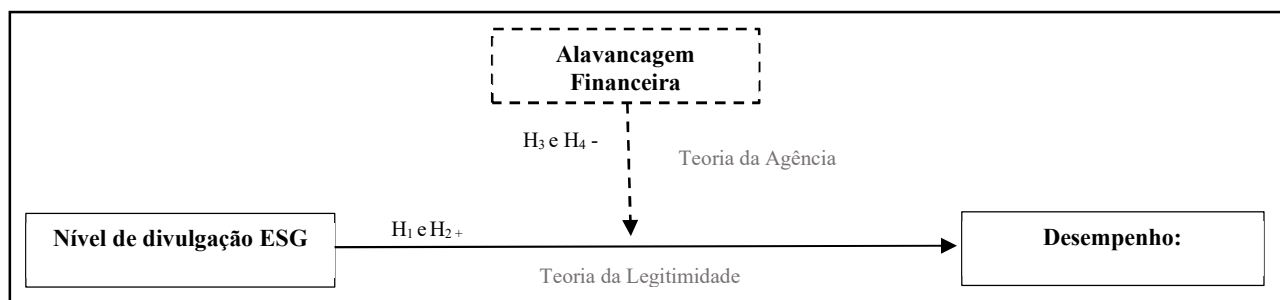 Alavancagem
Financeira
H3 e H4 -
Teoria da Agência
Nível de divulgação ESG
H1 e H2 +
Desempenho:
Teoria da Legitimidade